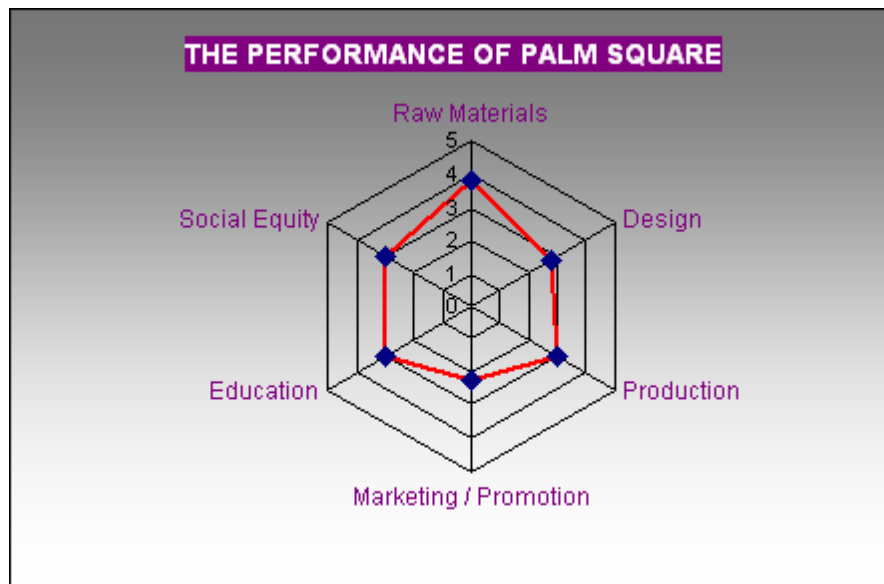 THE PERFORMANCE OF PALM SQUARE
Raw Materials
5
4
3
2
1
0
Social Equity
Design
Education
Production
Marketing / Promotion